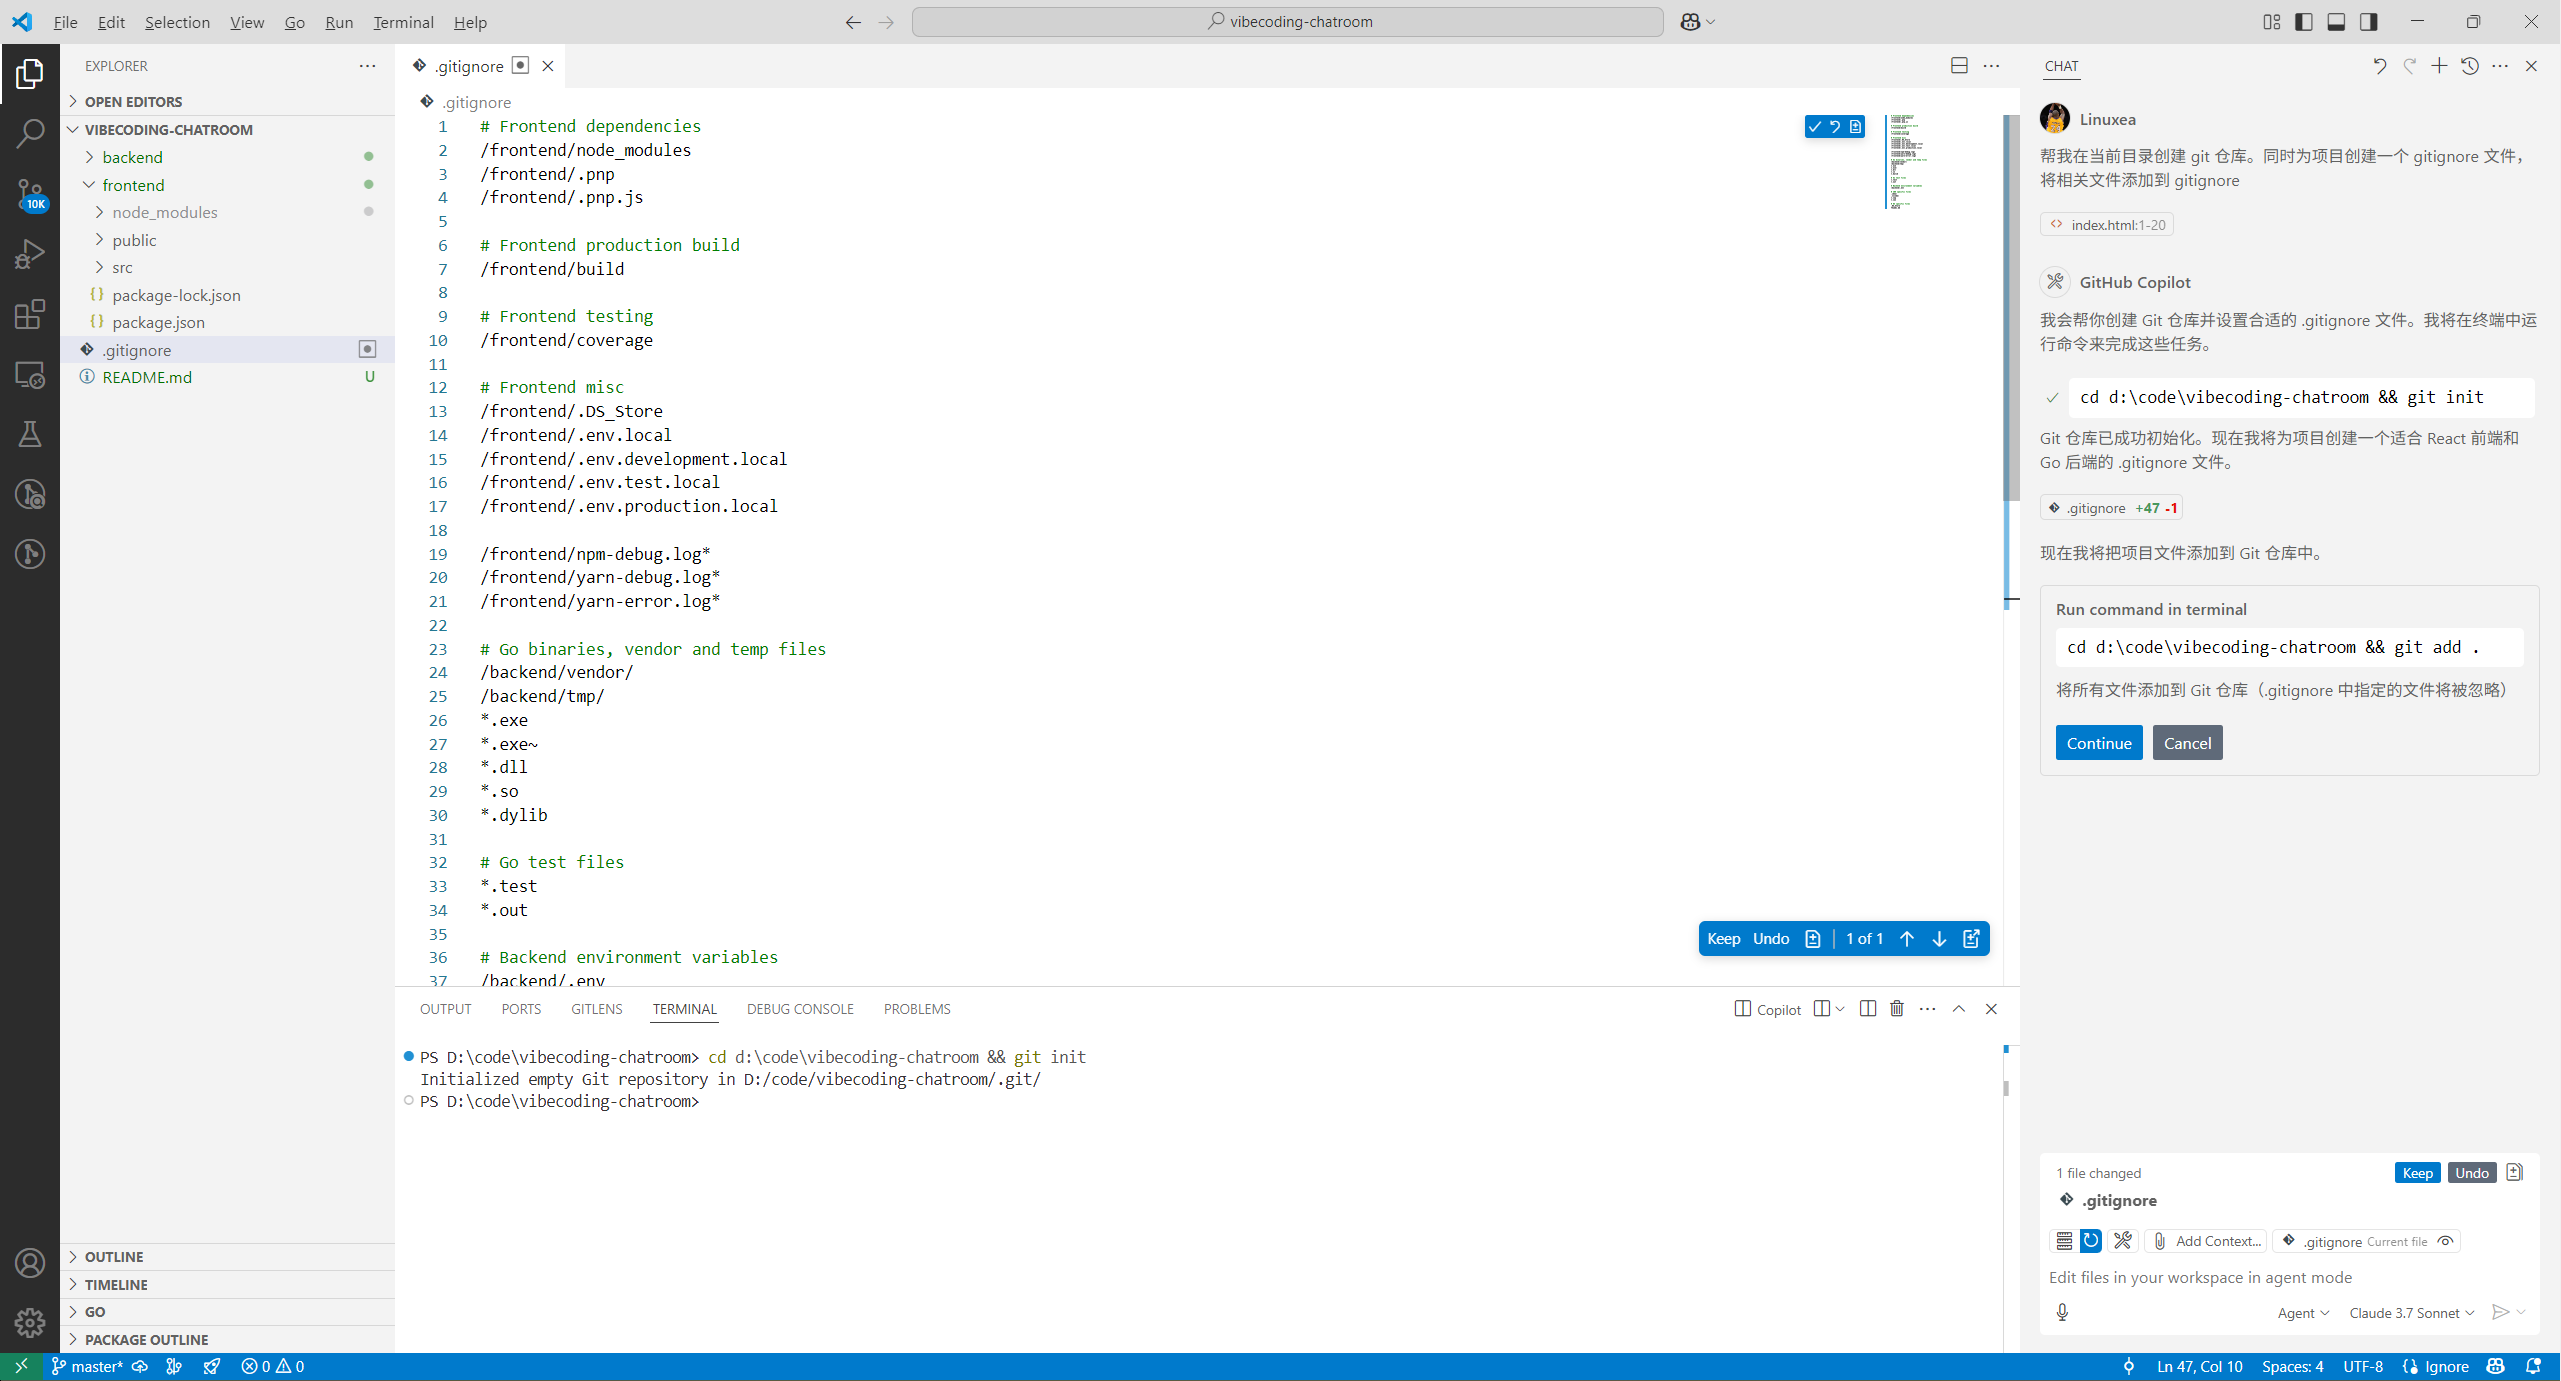 File Edit Selection View Go Run Terminal Help
vibecoding-chatroom
EXPLORER
OPEN EDITORS
VIBECODING-CHATROOM
backend
frontend
node_modules
public
src
{} package-lock.json
{} package.json
.gitignore
README.md U
10K
OUTLINE
TIMELINE
GO
PACKAGE OUTLINE
.gitignore
.gitignore
1 # Frontend dependencies
2 /frontend/node_modules
3 /frontend/.pnp
4 /frontend/.pnp.js
5
6 # Frontend production build
7 /frontend/build
8
9 # Frontend testing
10 /frontend/coverage
11
12 # Frontend misc
13 /frontend/.DS_Store
14 /frontend/.env.local
15 /frontend/.env.development.local
16 /frontend/.env.test.local
17 /frontend/.env.production.local
18
19 /frontend/npm-debug.log*
20 /frontend/yarn-debug.log*
21 /frontend/yarn-error.log*
22
23 # Go binaries, vendor and temp files
24 /backend/vendor/
25 /backend/tmp/
26 *.exe
27 *.exe~
28 *.dll
29 *.so
30 *.dylib
31
32 # Go test files
33 *.test
34 *.out
35
36 # Backend environment variables
37 /backend/.env
Keep Undo 1 of 1
OUTPUT PORTS GITLENS TERMINAL DEBUG CONSOLE PROBLEMS
Copilot
PS D:\code\vibecoding-chatroom> cd d:\code\vibecoding-chatroom && git init
Initialized empty Git repository in D:/code/vibecoding-chatroom/.git/
PS D:\code\vibecoding-chatroom>
CHAT
Linuxea
帮我在当前目录创建 git 仓库。同时为项目创建一个 gitignore 文件，
将相关文件添加到 gitignore
index.html:1-20
GitHub Copilot
我会帮你创建 Git 仓库并设置合适的 .gitignore 文件。我将在终端中运
行命令来完成这些任务。
cd d:\code\vibecoding-chatroom && git init
Git 仓库已成功初始化。现在我将为项目创建一个适合 React 前端和
Go 后端的 .gitignore 文件。
.gitignore +47 -1
现在我将把项目文件添加到 Git 仓库中。
Run command in terminal
cd d:\code\vibecoding-chatroom && git add .
将所有文件添加到 Git 仓库（.gitignore 中指定的文件将被忽略）
Continue Cancel
1 file changed Keep Undo
.gitignore
Add Context... .gitignore Current file
Edit files in your workspace in agent mode
Agent Claude 3.7 Sonnet
master* 0 0 Ln 47, Col 10 Spaces: 4 UTF-8 Ignore